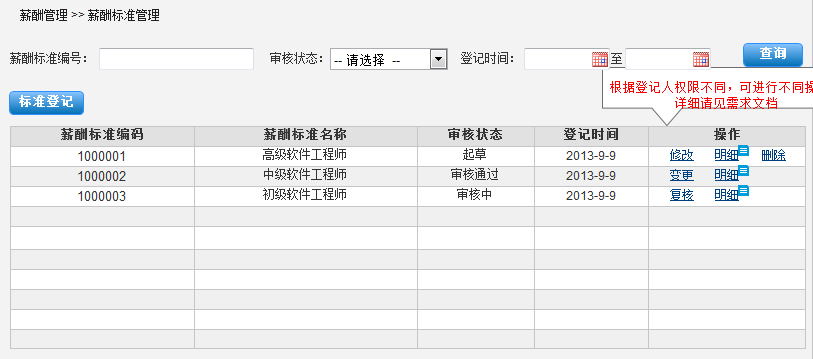 薪酬管理 >> 薪酬标准管理
薪酬标准编号： 审核状态： -- 请选择 -- 登记时间： 至 查询
根据登记人权限不同，可进行不同操
详细请见需求文档
标准登记
薪酬标准编码 薪酬标准名称 审核状态 登记时间 操作
1000001 高级软件工程师 起草 2013-9-9 修改 明细 删除
1000002 中级软件工程师 审核通过 2013-9-9 变更 明细
1000003 初级软件工程师 审核中 2013-9-9 复核 明细